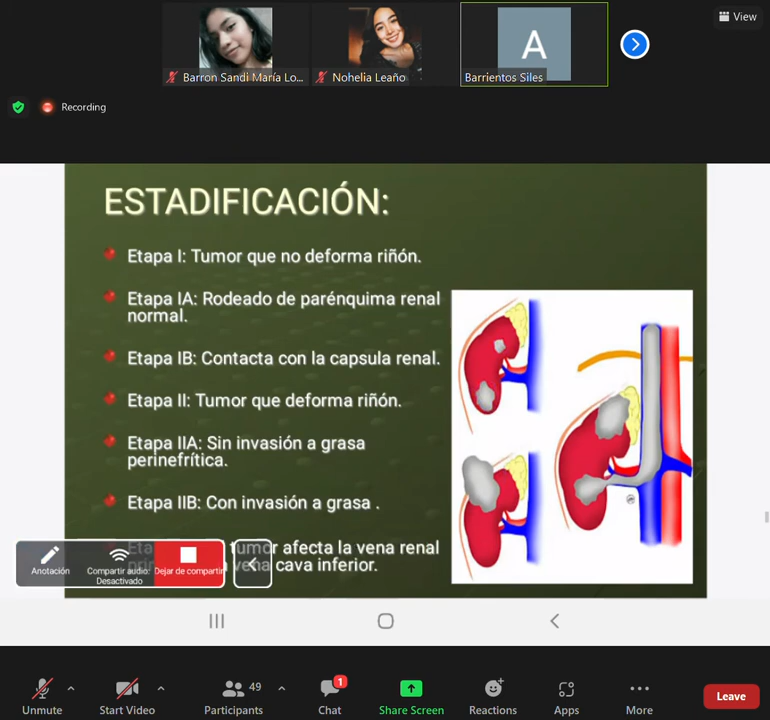 View
A
Barron Sandi María Lo...
Nohelia Leaño
Barrientos Siles
Recording
ESTADIFICACIÓN:
Etapa I: Tumor que no deforma riñón.
Etapa IA: Rodeado de parénquima renal
normal.
Etapa IB: Contacta con la capsula renal.
Etapa II: Tumor que deforma riñón.
Etapa IIA: Sin invasión a grasa
perinefrítica.
Etapa IIB: Con invasión a grasa .
tumor afecta la vena renal
vena cava inferior.
Anotación
Compartir audio:
Desactivado
Dejar de compartir
Unmute
Start Video
49
Participants
1
Chat
Share Screen
Reactions
Apps
More
Leave